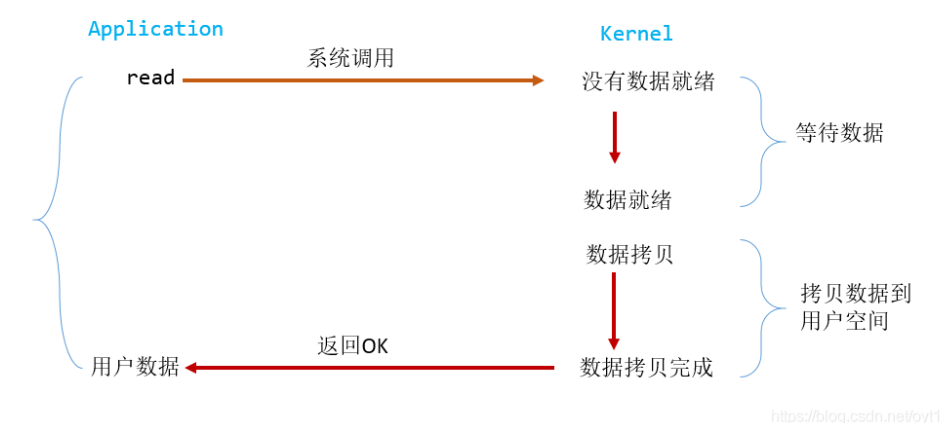 Application
Kernel
系统调用
read
没有数据就绪
等待数据
数据就绪
数据拷贝
拷贝数据到
用户空间
返回OK
用户数据
数据拷贝完成
https://blog.csdn.net/oyt1